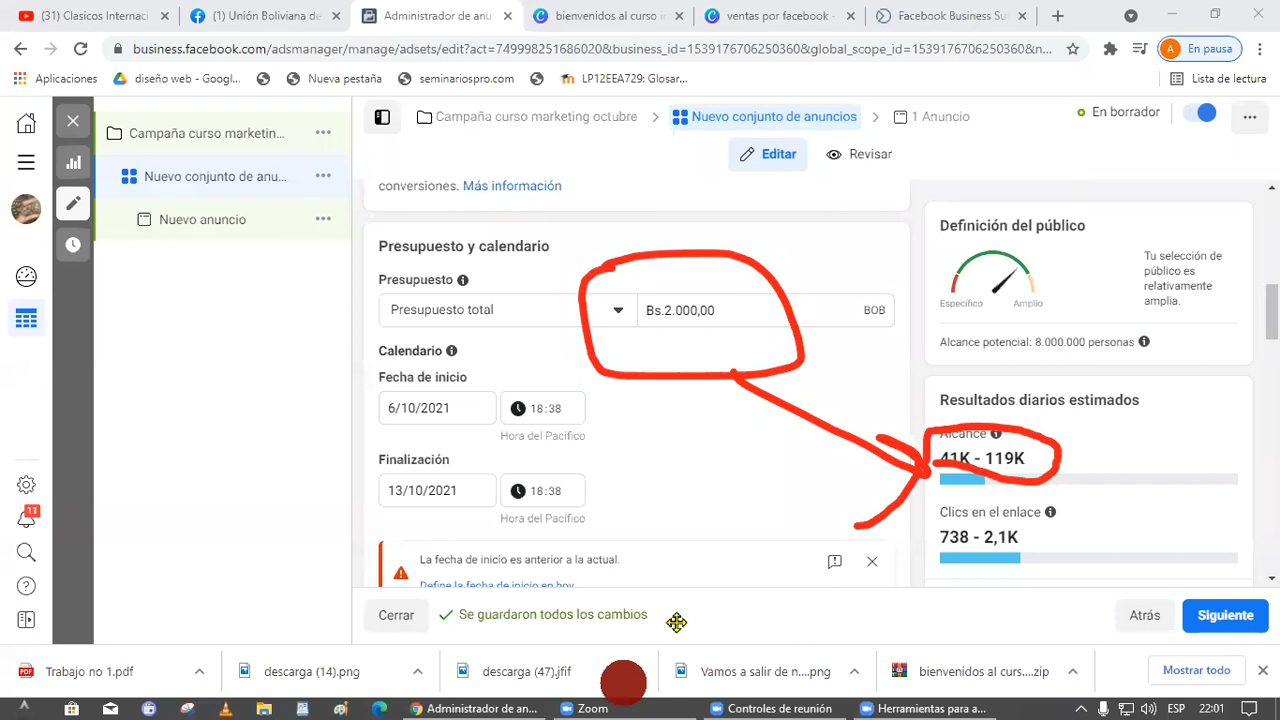 (31) Clasicos Internaci
(1) Unión Boliviana de
Administrador de anu
bienvenidos al curso i
ventas por facebook -
Facebook Business Sui
business.facebook.com/adsmanager/manage/adsets/edit?act=749998251686020&business_id=1539176706250360&global_scope_id=1539176706250360&n...
A En pausa
Aplicaciones
diseño web - Googl...
Nueva pestaña
seminariospro.com
LP12EEA729: Glosar...
Lista de lectura
Campaña curso marketing octubre
Nuevo conjunto de anuncios
1 Anuncio
En borrador
Campaña curso marketin...
Nuevo conjunto de anu...
Nuevo anuncio
Editar
Revisar
conversiones. Más información
Presupuesto y calendario
Presupuesto
Presupuesto total
Bs.2.000,00
BOB
Calendario
Fecha de inicio
6/10/2021
18:38
Hora del Pacífico
Finalización
13/10/2021
18:38
Hora del Pacífico
La fecha de inicio es anterior a la actual.
Define la fecha de inicio en hoy
Definición del público
Específico
Amplio
Tu selección de
público es
relativamente
amplia.
Alcance potencial: 8.000.000 personas
Resultados diarios estimados
Alcance
41K - 119K
Clics en el enlace
738 - 2,1K
11
Cerrar
Se guardaron todos los cambios
Atrás
Siguiente
Trabajo no 1.pdf
descarga (14).png
descarga (47).jfif
Vamos a salir de n....png
bienvenidos al curs....zip
Mostrar todo
Administrador de an...
Zoom
Controles de reunión
Herramientas para a...
ESP
22:01